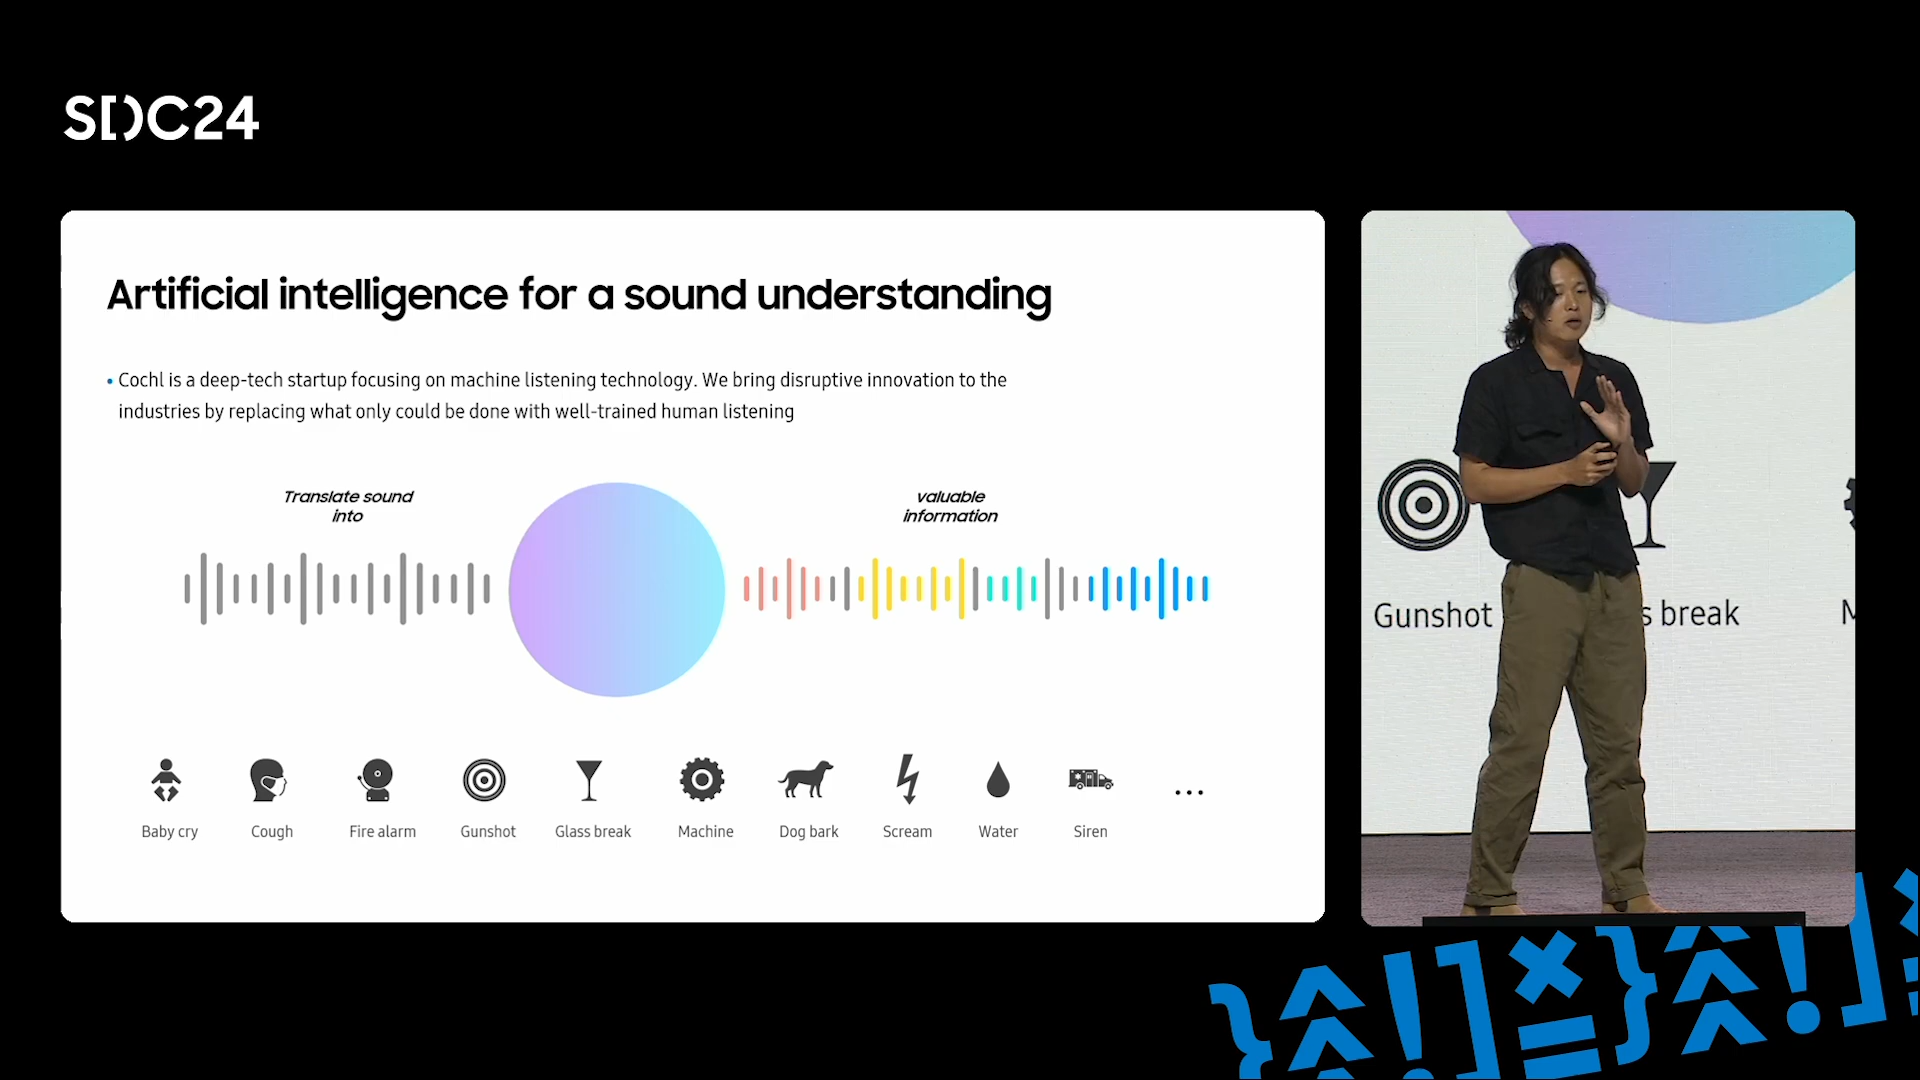 SDC24
Artificial intelligence for a sound understanding
• Cochl is a deep-tech startup focusing on machine listening technology. We bring disruptive innovation to the
industries by replacing what only could be done with well-trained human listening
Translate sound
into
valuable
information
Baby cry
Cough
Fire alarm
Gunshot
Glass break
Machine
Dog bark
Scream
Water
Siren
...
Gunshot
s break
M
}^!]x=}^!]